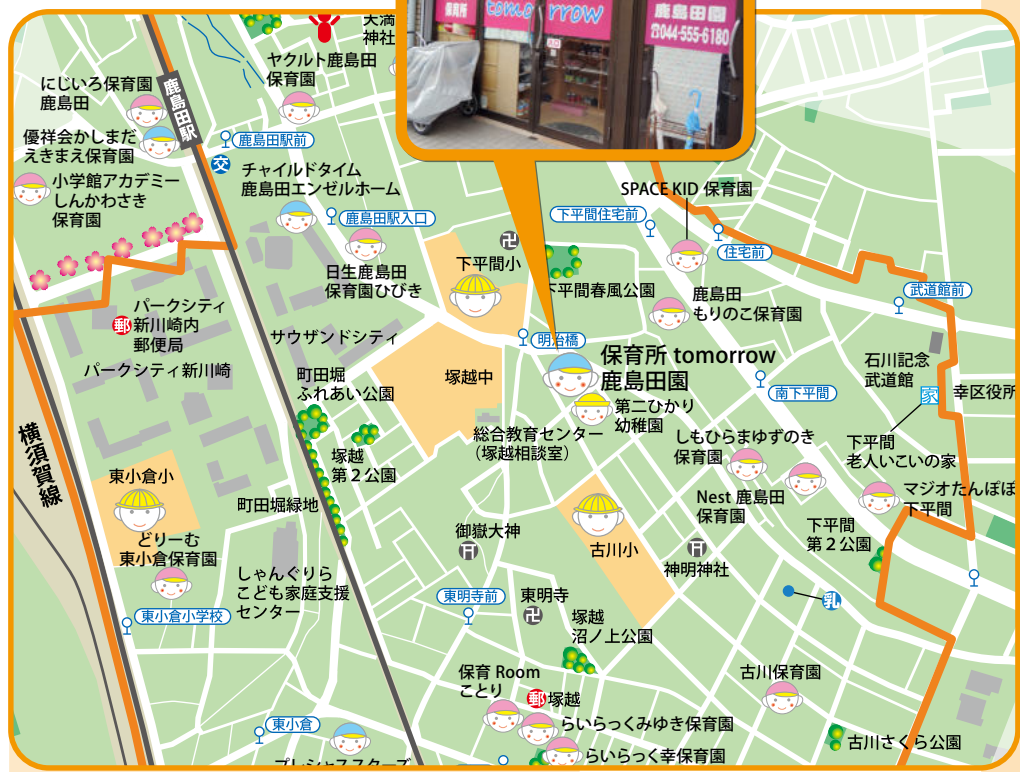 保育所
tomorrow
鹿島田園
☎044-555-6180
天満
神社
ヤクルト鹿島田
保育園
にじいろ保育園
鹿島田
鹿島田駅
優祥会かしまだ
えきまえ保育園
鹿島田駅前
交
小学館アカデミー
しんかわさき
保育園
チャイルドタイム
鹿島田エンゼルホーム
鹿島田駅入口
SPACE KID 保育園
下平間住宅前
住宅前
卍
下平間小
日生鹿島田
保育園ひびき
下平間春風公園
鹿島田
もりのこ保育園
武道館前
パークシティ
新川崎内
郵便局
郵
サウザンドシティ
明治橋
保育所 tomorrow
鹿島田園
石川記念
武道館
パークシティ新川崎
町田堀
ふれあい公園
塚越中
南下平間
家
幸区役所
第二ひかり
幼稚園
横須賀線
総合教育センター
（塚越相談室）
しもひらまゆずのき
保育園
下平間
老人いこいの家
塚越
第２公園
東小倉小
町田堀緑地
Nest 鹿島田
保育園
マジオたんぽぽ
下平間
どりーむ
東小倉保育園
御嶽大神
古川小
下平間
第２公園
神明神社
しゃんぐりら
こども家庭支援
センター
東小倉小学校
東明寺前
東明寺
卍
乳
塚越
沼ノ上公園
保育 Room
ことり
郵
塚越
古川保育園
東小倉
らいらっくみゆき保育園
らいらっく幸保育園
古川さくら公園
プレシャススターズ